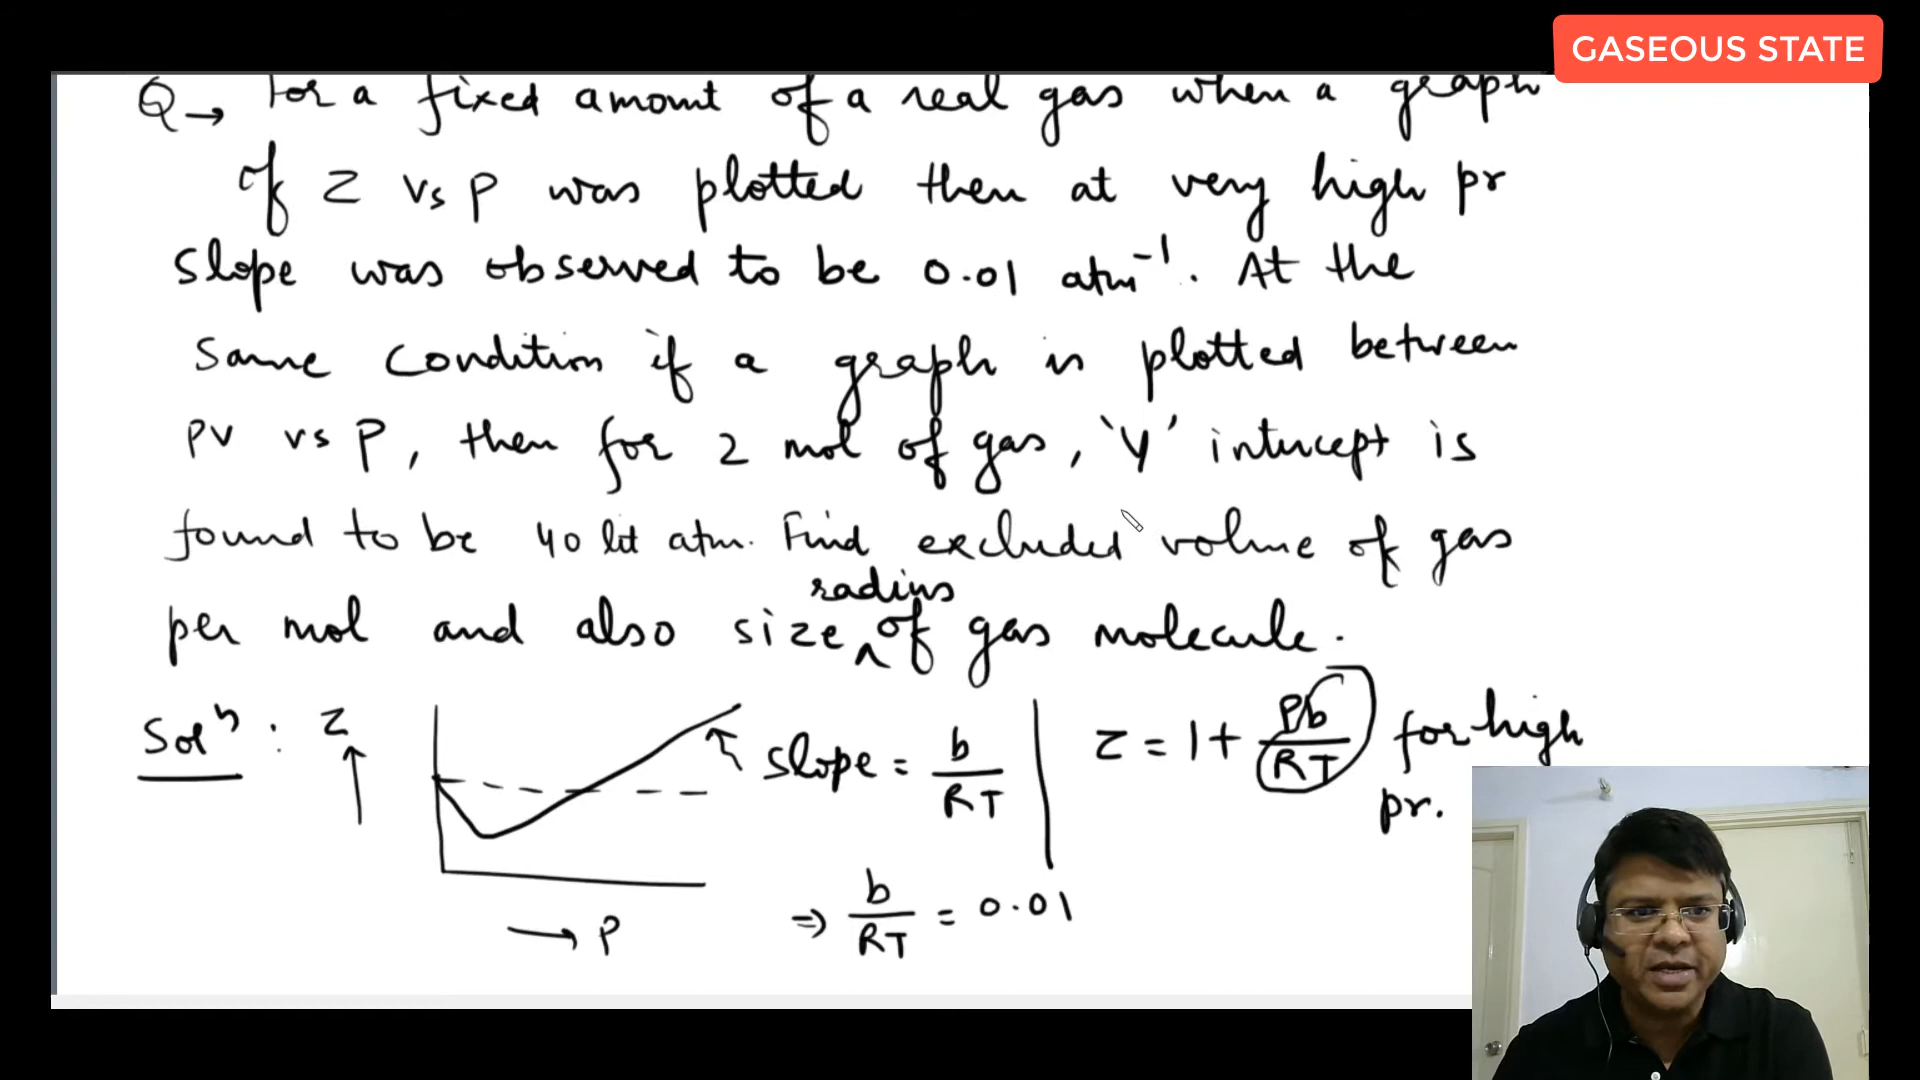 GASEOUS STATE
Q→ For a fixed amount of a real gas when a graph
of Z vs P was plotted then at very high pr
slope was observed to be 0.01 atm⁻¹. At the
same condition if a graph is plotted between
PV vs P, then for 2 mol of gas, 'Y' intercept is
found to be 40 lit atm. Find excluded volume of gas
radius
per mol and also size ^ of gas molecule.
Solⁿ : Z ↑ slope = b/RT | Z = 1 + Pb/RT for high
pr.
→ P ⇒ b/RT = 0.01